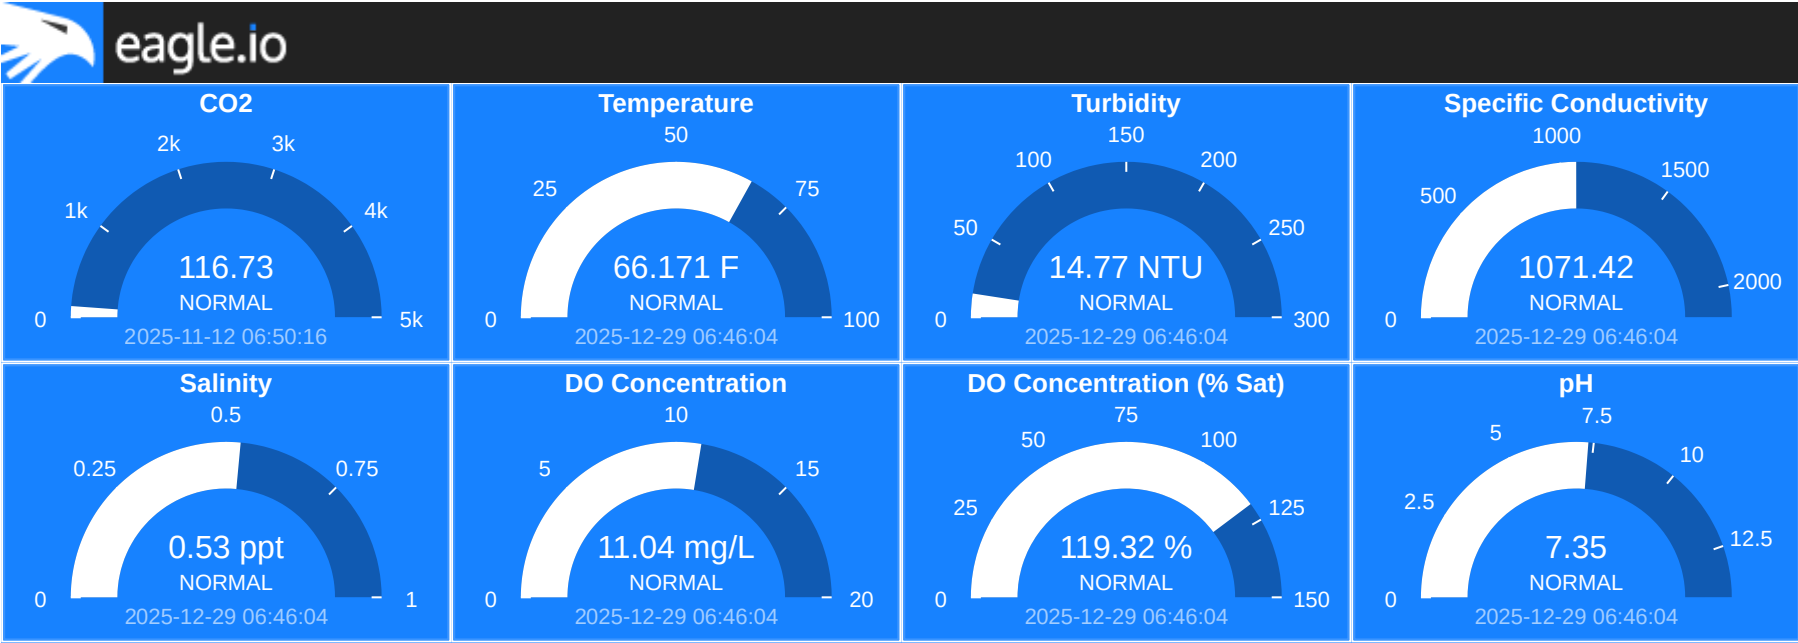 eagle.io
CO2
2k 3k
1k 4k
116.73
NORMAL
0 5k
2025-11-12 06:50:16
Temperature
50
25 75
66.171 F
NORMAL
0 100
2025-12-29 06:46:04
Turbidity
150
100 200
50 250
14.77 NTU
NORMAL
0 300
2025-12-29 06:46:04
Specific Conductivity
1000
500 1500
1071.42
2000
NORMAL
0
2025-12-29 06:46:04
Salinity
0.5
0.25 0.75
0.53 ppt
NORMAL
0 1
2025-12-29 06:46:04
DO Concentration
10
5 15
11.04 mg/L
NORMAL
0 20
2025-12-29 06:46:04
DO Concentration (% Sat)
75
50 100
25 125
119.32 %
NORMAL
0 150
2025-12-29 06:46:04
pH
7.5
5 10
2.5 12.5
7.35
NORMAL
0
2025-12-29 06:46:04